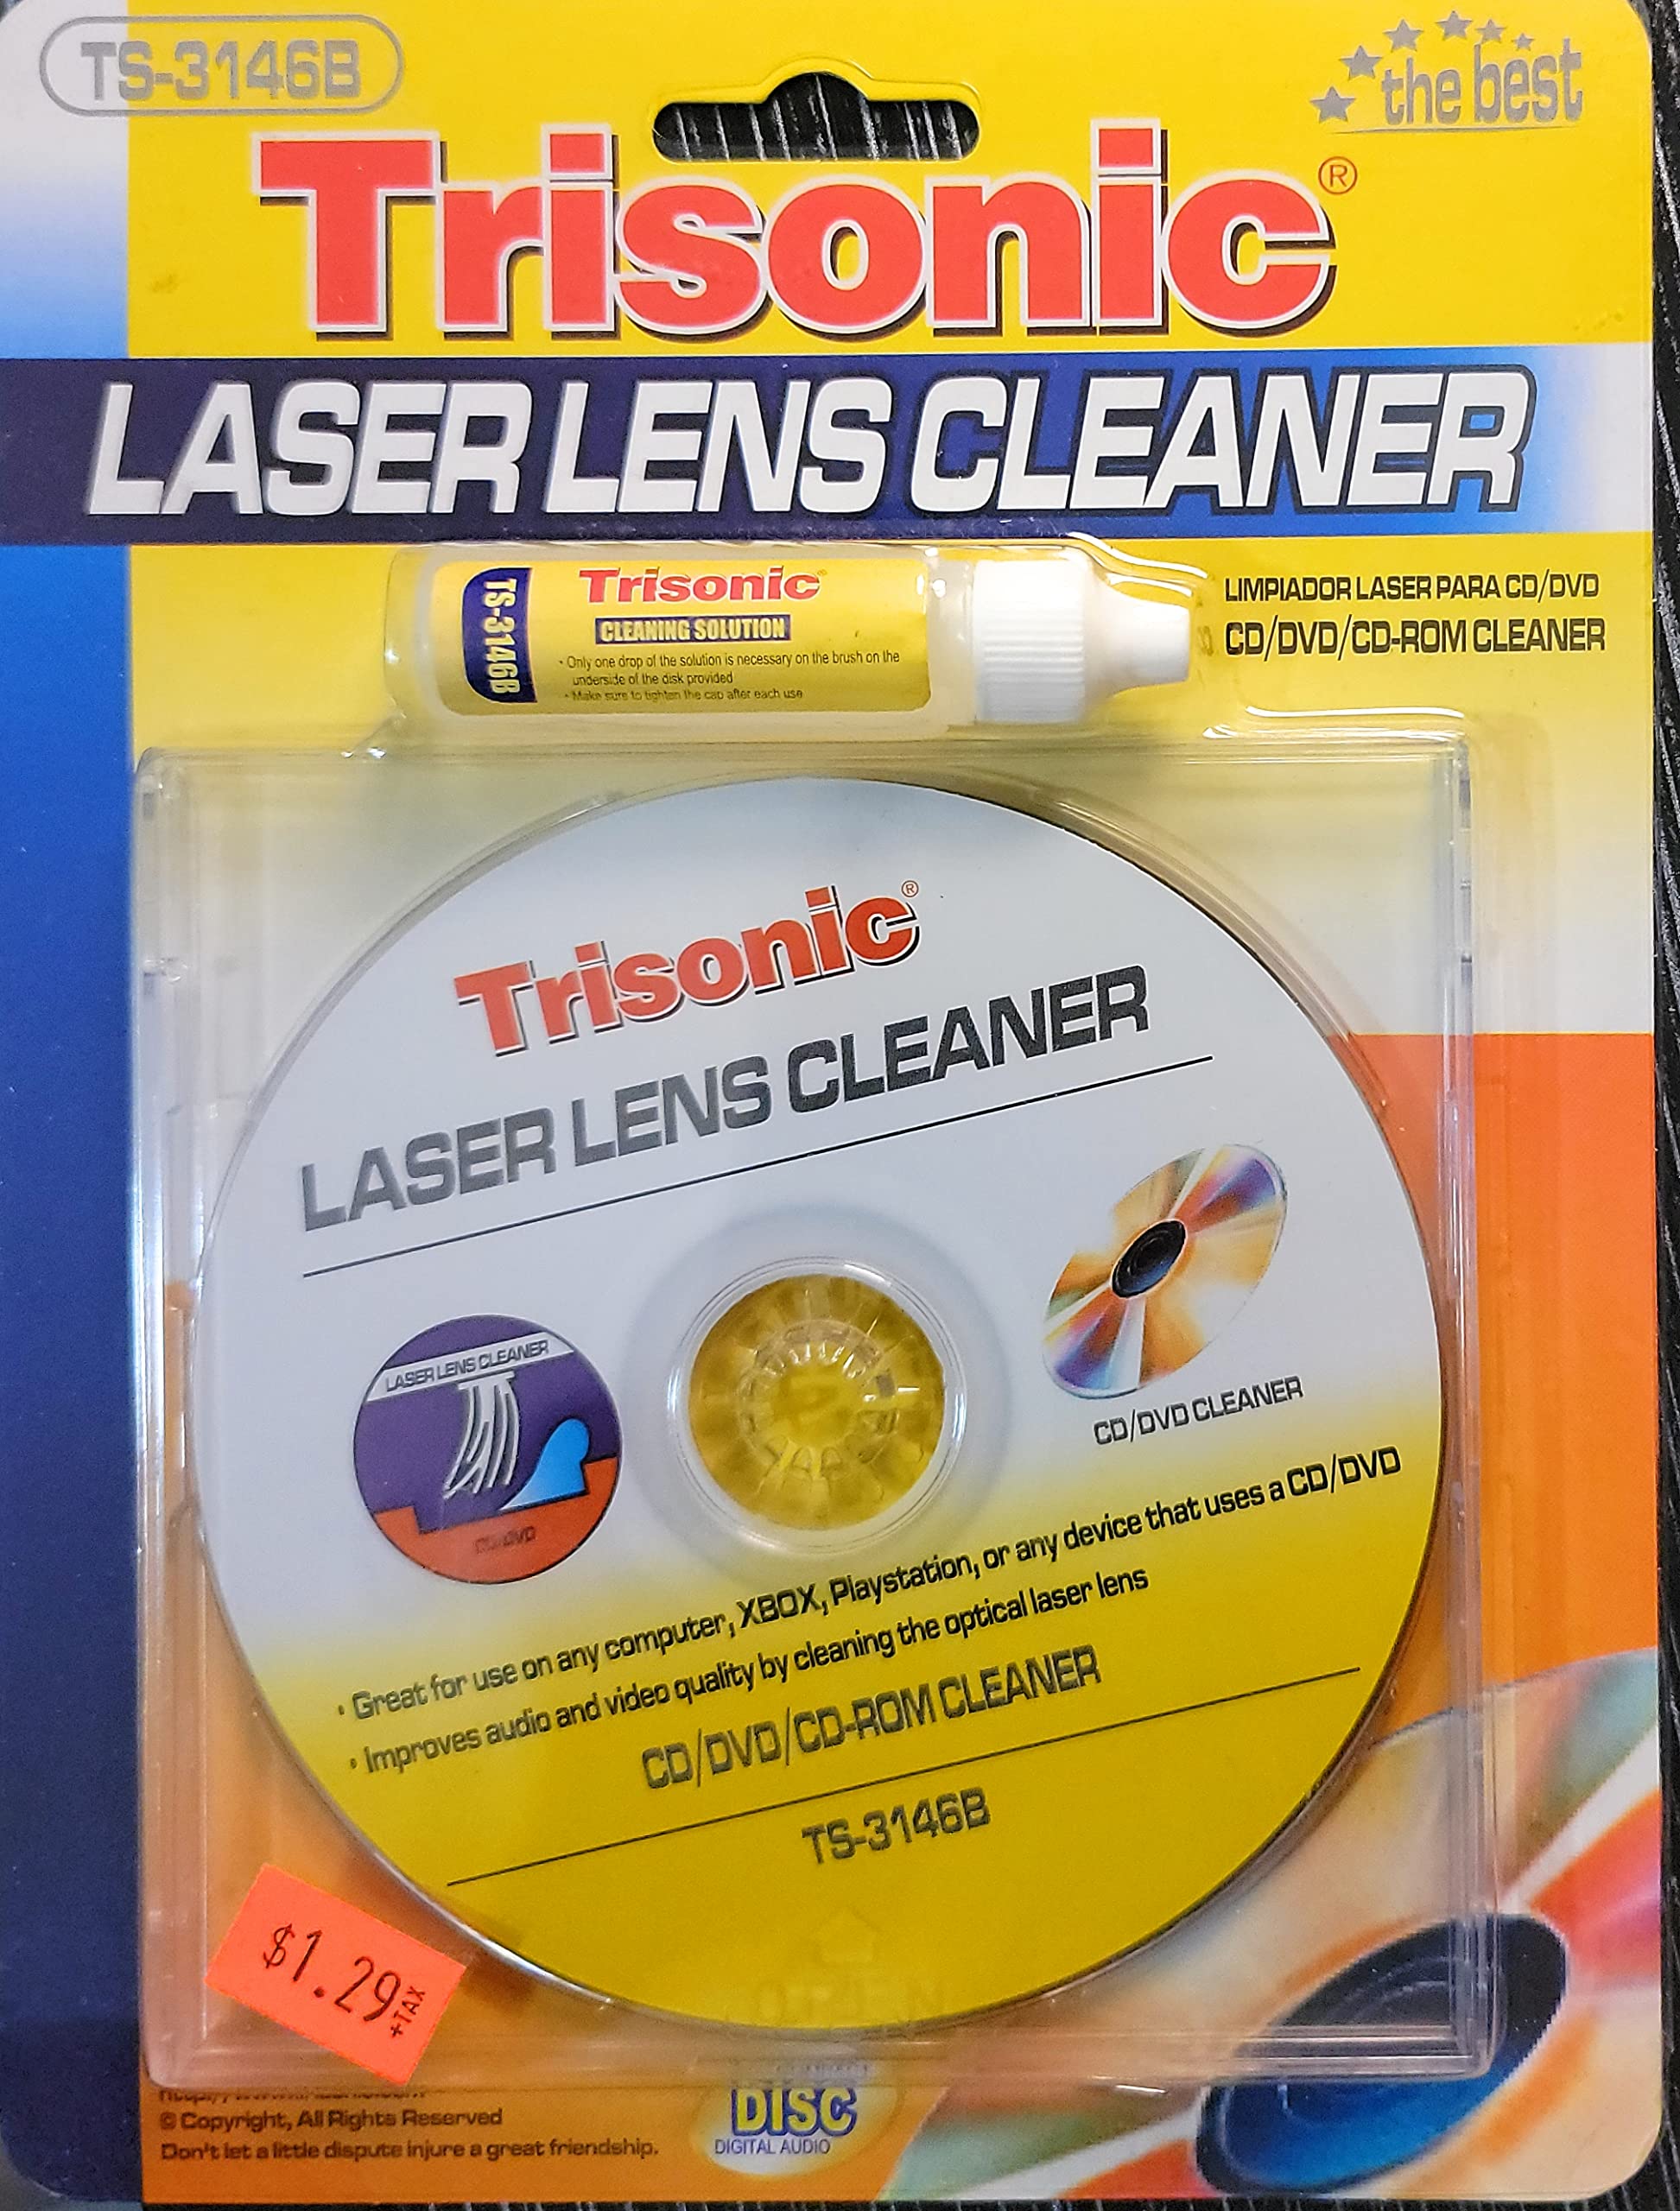 TS-3146B
the best
Trisonic®
LASER LENS CLEANER
TS-3146B
Trisonic
CLEANING SOLUTION
• Only one drop of the solution is necessary on the brush on the
underside of the disk provided
• Make sure to tighten the cap after each use
LIMPIADOR LASER PARA CD/DVD
CD/DVD/CD-ROM CLEANER
Trisonic®
LASER LENS CLEANER
LASER LENS CLEANER
CD/DVD
CD/DVD CLEANER
• Great for use on any computer, XBOX, Playstation, or any device that uses a CD/DVD
• Improves audio and video quality by cleaning the optical laser lens
CD/DVD/CD-ROM CLEANER
TS-3146B
OPEN
$1.29 +TAX
© Copyright, All Rights Reserved
Don't let a little dispute injure a great friendship.
COMPACT
DISC
DIGITAL AUDIO